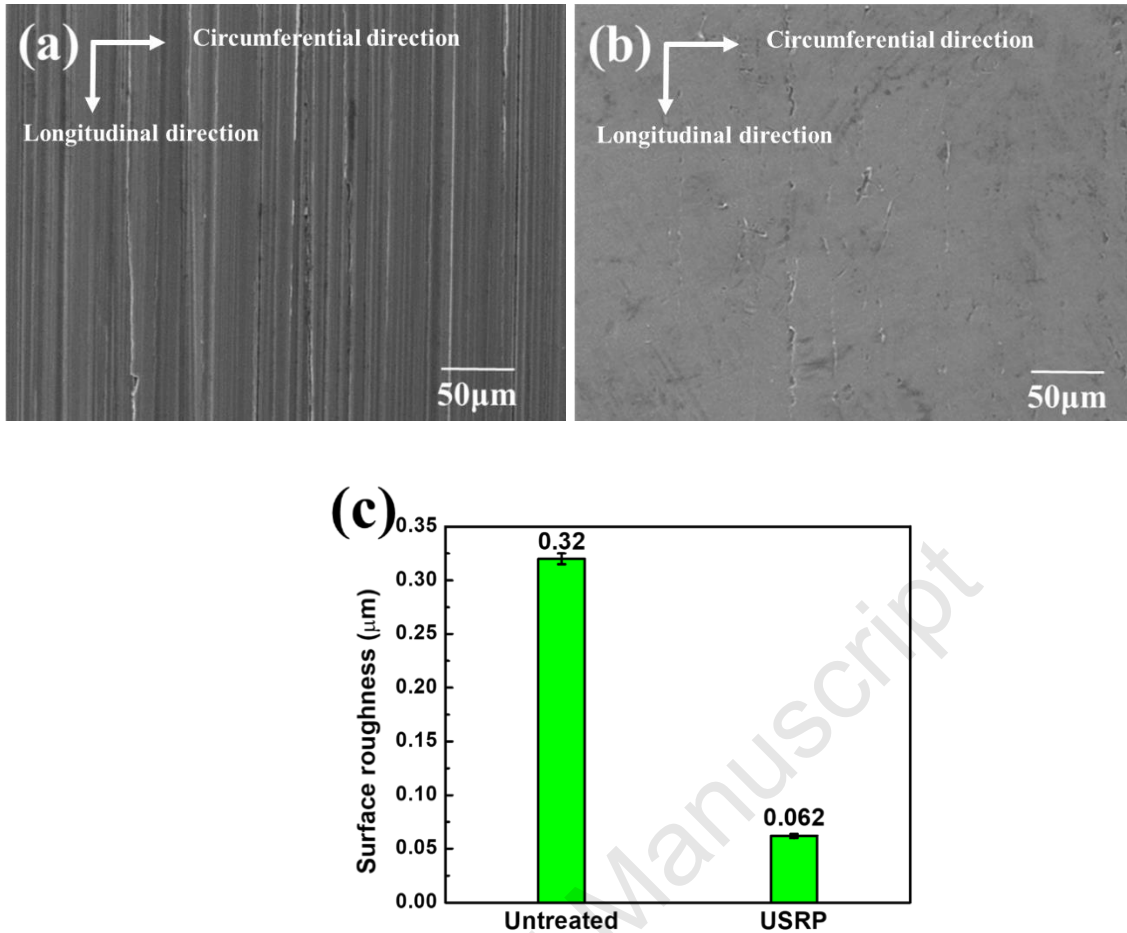 (a)
Circumferential direction
Longitudinal direction
50μm
(b)
Circumferential direction
Longitudinal direction
50μm
(c)
0.35
0.30
0.25
0.20
0.15
0.10
0.05
0.00
Surface roughness (μm)
0.32
0.062
Untreated
USRP
Manuscript